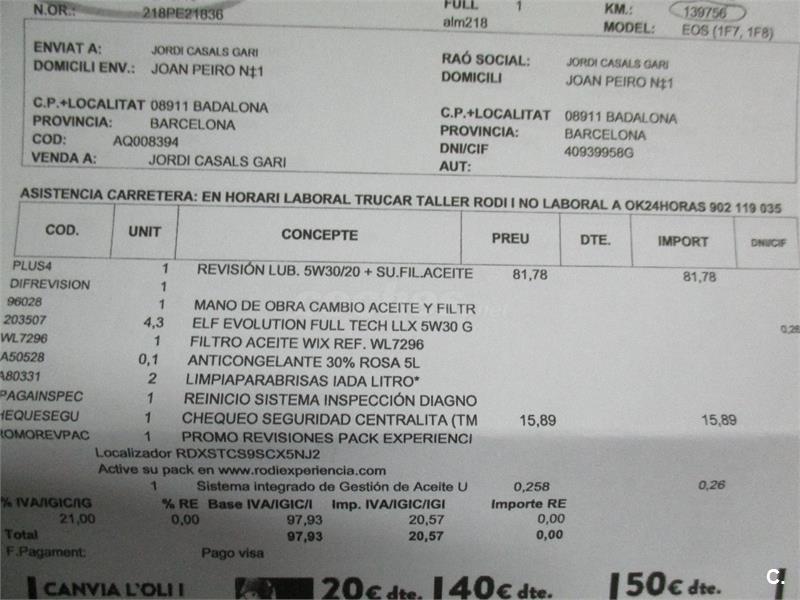 N.OR.: 218PE21836 FULL 1 KM.: 139756
alm218 MODEL: EOS (1F7, 1F8)
ENVIAT A: JORDI CASALS GARI RAÓ SOCIAL: JORDI CASALS GARI
DOMICILI ENV.: JOAN PEIRO N‡1 DOMICILI JOAN PEIRO N‡1
C.P.+LOCALITAT 08911 BADALONA C.P.+LOCALITAT 08911 BADALONA
PROVINCIA: BARCELONA PROVINCIA: BARCELONA
COD: AQ008394 DNI/CIF 40939958G
VENDA A: JORDI CASALS GARI AUT:
ASISTENCIA CARRETERA: EN HORARI LABORAL TRUCAR TALLER RODI I NO LABORAL A OK24HORAS 902 119 035
COD. UNIT CONCEPTE PREU DTE. IMPORT DNI/CIF
PLUS4 1 REVISIÓN LUB. 5W30/20 + SU.FIL.ACEITE 81,78 81,78
DIFREVISION 1
96028 1 MANO DE OBRA CAMBIO ACEITE Y FILTR
203507 4,3 ELF EVOLUTION FULL TECH LLX 5W30 G 0,26
WL7296 1 FILTRO ACEITE WIX REF. WL7296
A50528 0,1 ANTICONGELANTE 30% ROSA 5L
A80331 2 LIMPIAPARABRISAS IADA LITRO*
PAGAINSPEC 1 REINICIO SISTEMA INSPECCIÓN DIAGNO
HEQUESEGU 1 CHEQUEO SEGURIDAD CENTRALITA (TM 15,89 15,89
ROMOREVPAC 1 PROMO REVISIONES PACK EXPERIENCI
Localizador RDXSTCS9SCX5NJ2
Active su pack en www.rodiexperiencia.com
1 Sistema integrado de Gestión de Aceite U 0,258 0,26
% IVA/IGIC/IG % RE Base IVA/IGIC/I Imp. IVA/IGIC/IGI Importe RE
21,00 0,00 97,93 20,57 0,00
Total 97,93 20,57 0,00
F.Pagament: Pago visa
CANVIA L'OLI I 20€ dte. 40€ dte. 50€ dte.
C.